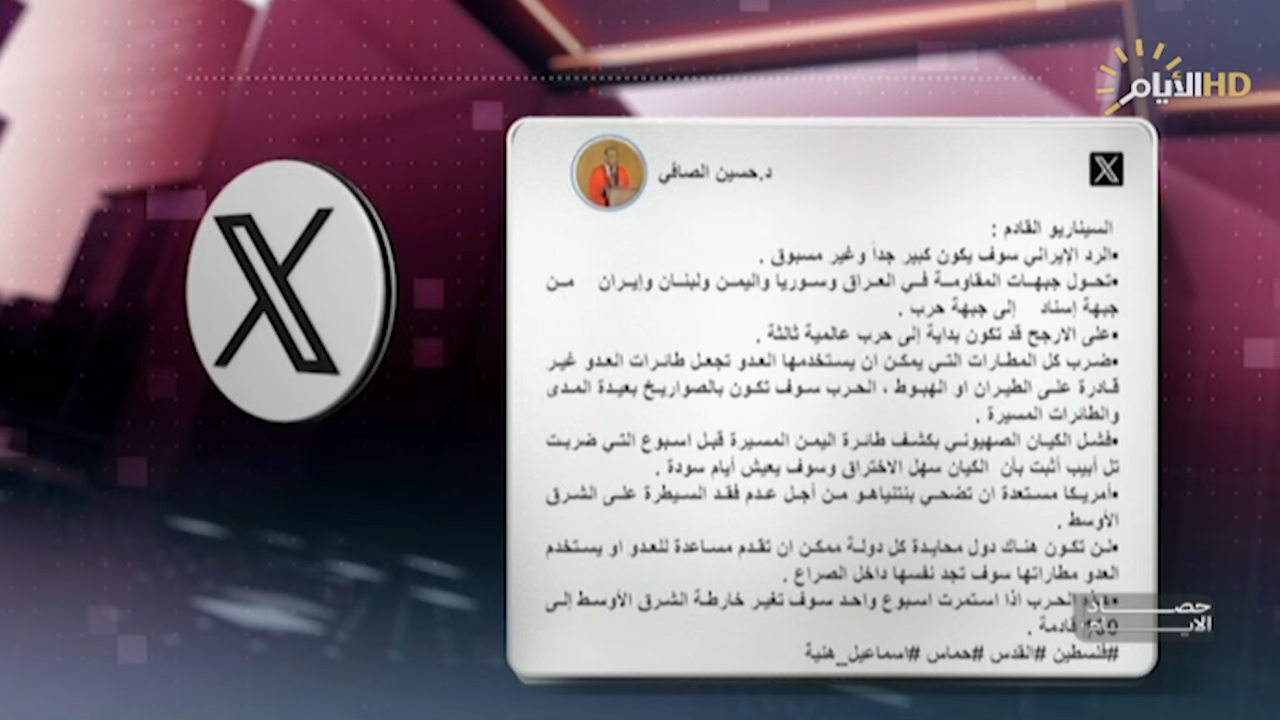 الأيام HD
د.حسين الصافي
السيناريو القادم :
•الرد الإيراني سوف يكون كبير جداً وغير مسبوق .
•تحول جبهات المقاومة في العراق وسوريا واليمن ولبنان وإيران من
جبهة إسناد إلى جبهة حرب .
•على الارجح قد تكون بداية إلى حرب عالمية ثالثة .
•ضرب كل المطارات التي يمكن ان يستخدمها العدو تجعل طائرات العدو غير
قادرة على الطيران او الهبوط ، الحرب سوف تكون بالصواريخ بعيدة المدى
والطائرات المسيرة .
•فشل الكيان الصهيوني بكشف طائرة اليمن المسيرة قبل اسبوع التي ضربت
تل أبيب أثبت بأن الكيان سهل الاختراق وسوف يعيش أيام سودة .
•أمريكا مستعدة ان تضحي بنتنياهو من أجل عدم فقد السيطرة على الشرق
الأوسط .
•لن تكون هناك دول محايدة كل دولة ممكن ان تقدم مساعدة للعدو او يستخدم
العدو مطاراتها سوف تجد نفسها داخل الصراع .
الحرب اذا استمرت اسبوع واحد سوف تغير خارطة الشرق الأوسط إلى
قادمة .
#فلسطين #القدس #حماس #اسماعيل_هنية
حصاد